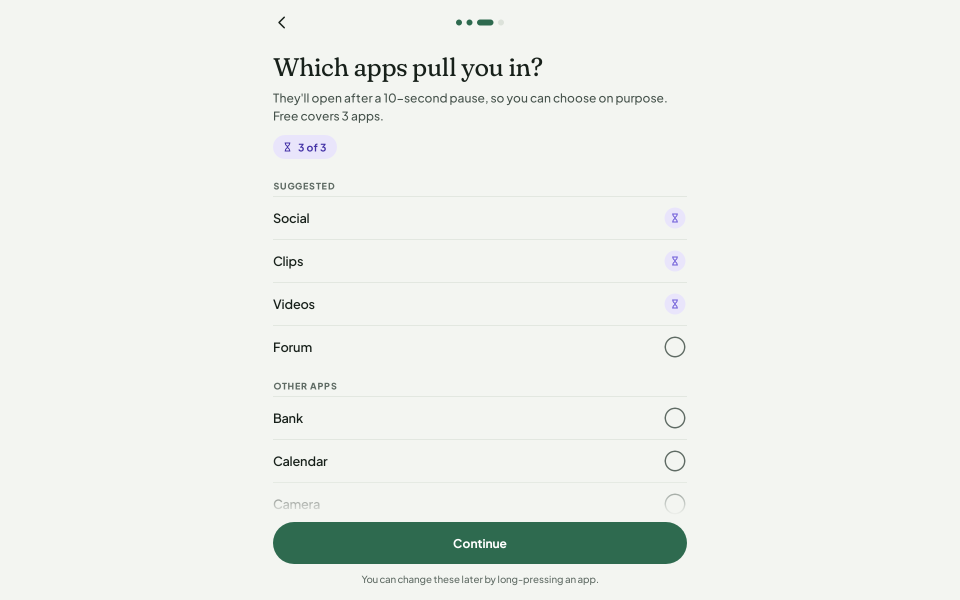 Which apps pull you in?
They'll open after a 10–second pause, so you can choose on purpose.
Free covers 3 apps.
3 of 3
SUGGESTED
Social
Clips
Videos
Forum
OTHER APPS
Bank
Calendar
Camera
Continue
You can change these later by long-pressing an app.